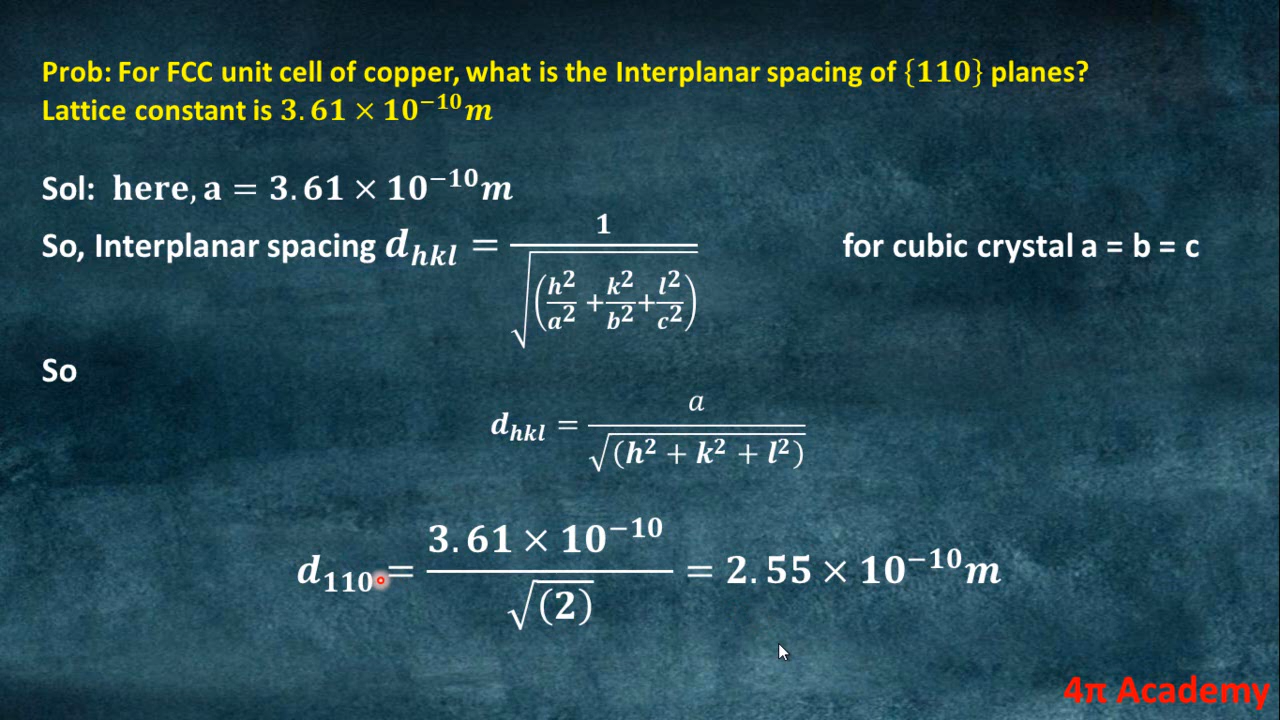 Prob: For FCC unit cell of copper, what is the Interplanar spacing of {110} planes?
Lattice constant is 3.61 × 10⁻¹⁰m
Sol: here, a = 3.61 × 10⁻¹⁰m
So, Interplanar spacing d_hkl = 1 / √(h²/a² + k²/b² + l²/c²) for cubic crystal a = b = c
So
d_hkl = a / √(h² + k² + l²)
d₁₁₀ = 3.61 × 10⁻¹⁰ / √(2) = 2.55 × 10⁻¹⁰m
4π Academy